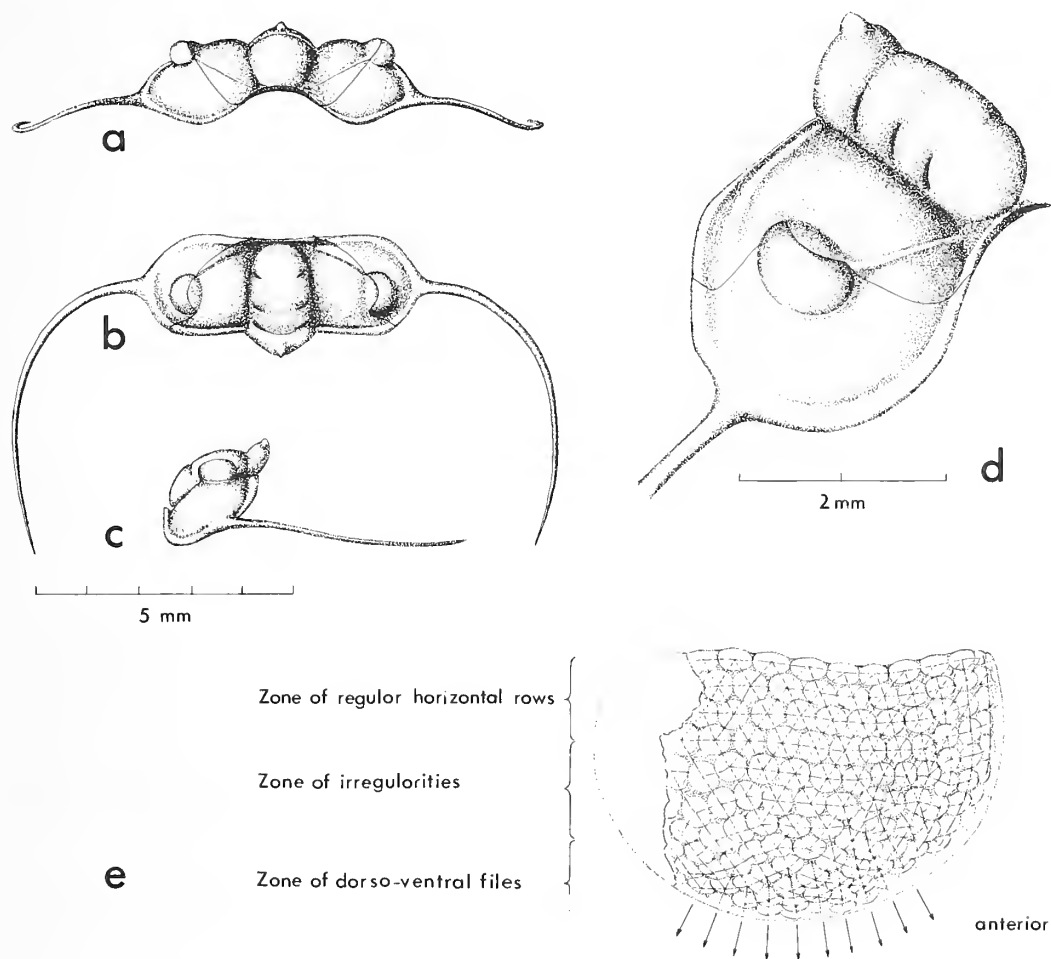 a
b
c
5 mm
d
2 mm
Zone of regulor horizontal rows
Zone of irregulorities
Zone of dorso-ventral files
e
anterior